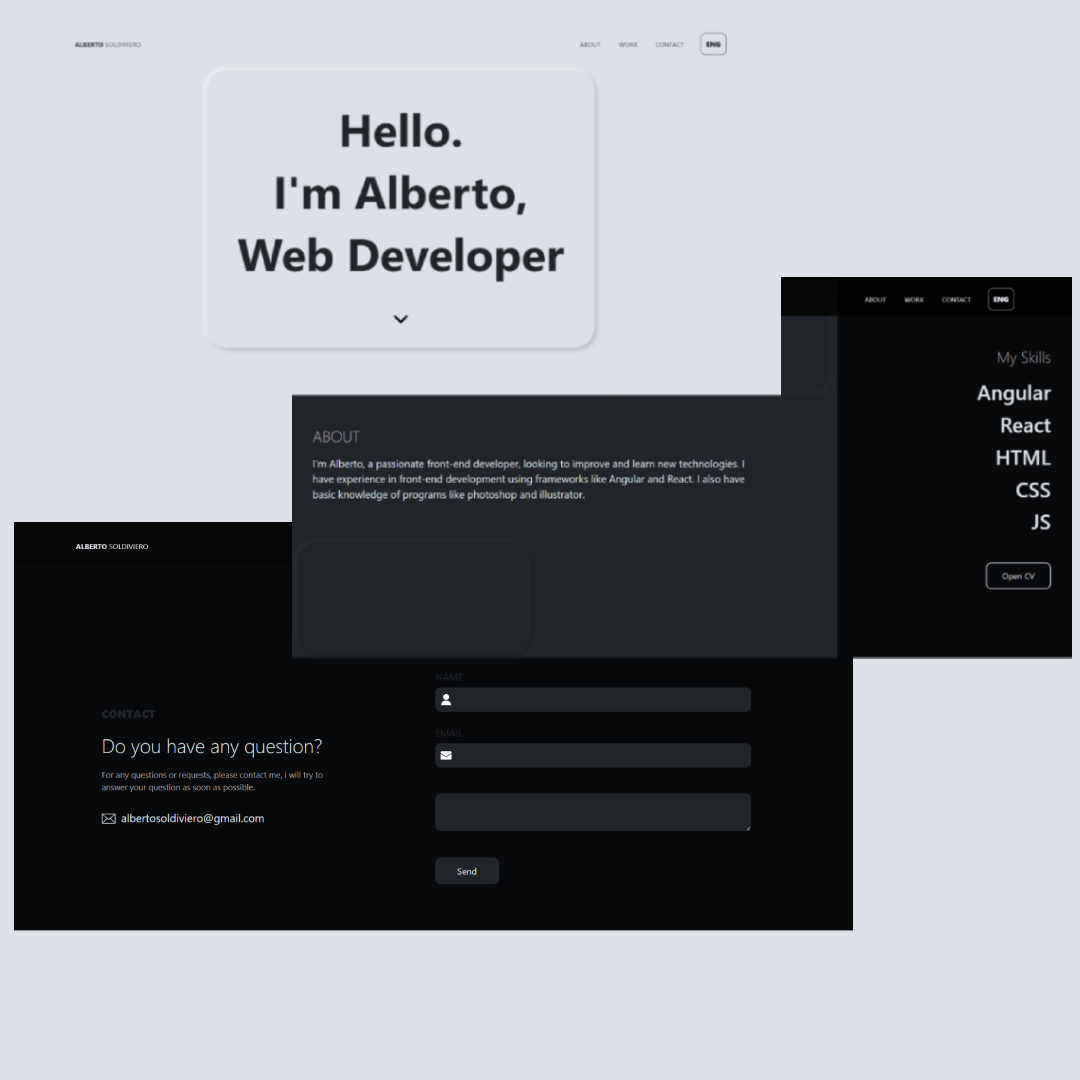 ALBERTO SOLDIVIERO
ABOUT WORK CONTACT ENG
Hello.
I'm Alberto,
Web Developer
ABOUT WORK CONTACT ENG
My Skills
Angular
React
HTML
CSS
JS
Open CV
ABOUT
I'm Alberto, a passionate front-end developer, looking to improve and learn new technologies. I
have experience in front-end development using frameworks like Angular and React. I also have
basic knowledge of programs like photoshop and illustrator.
ALBERTO SOLDIVIERO
CONTACT
Do you have any question?
For any questions or requests, please contact me, i will try to
answer your question as soon as possible.
albertosoldiviero@gmail.com
NAME
EMAIL
Send